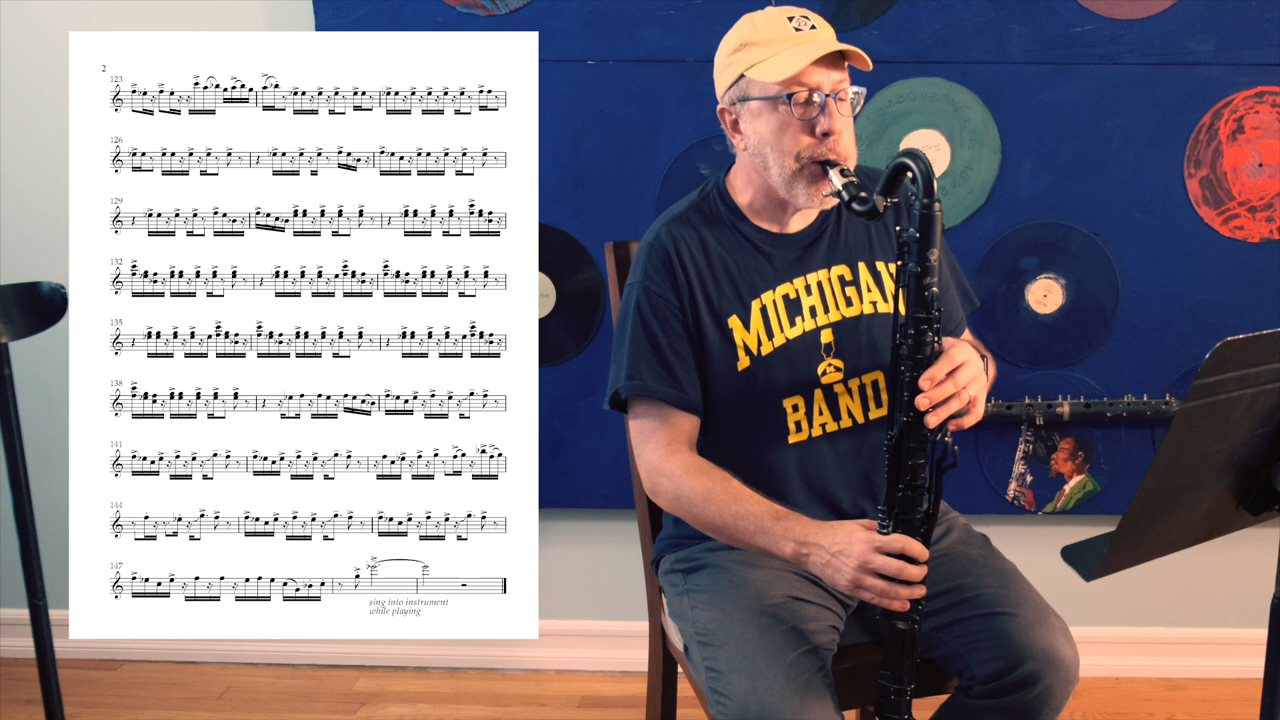 2
123
126
129
132
135
138
141
144
147
sing into instrument
while playing
MICHIGAN
BAND